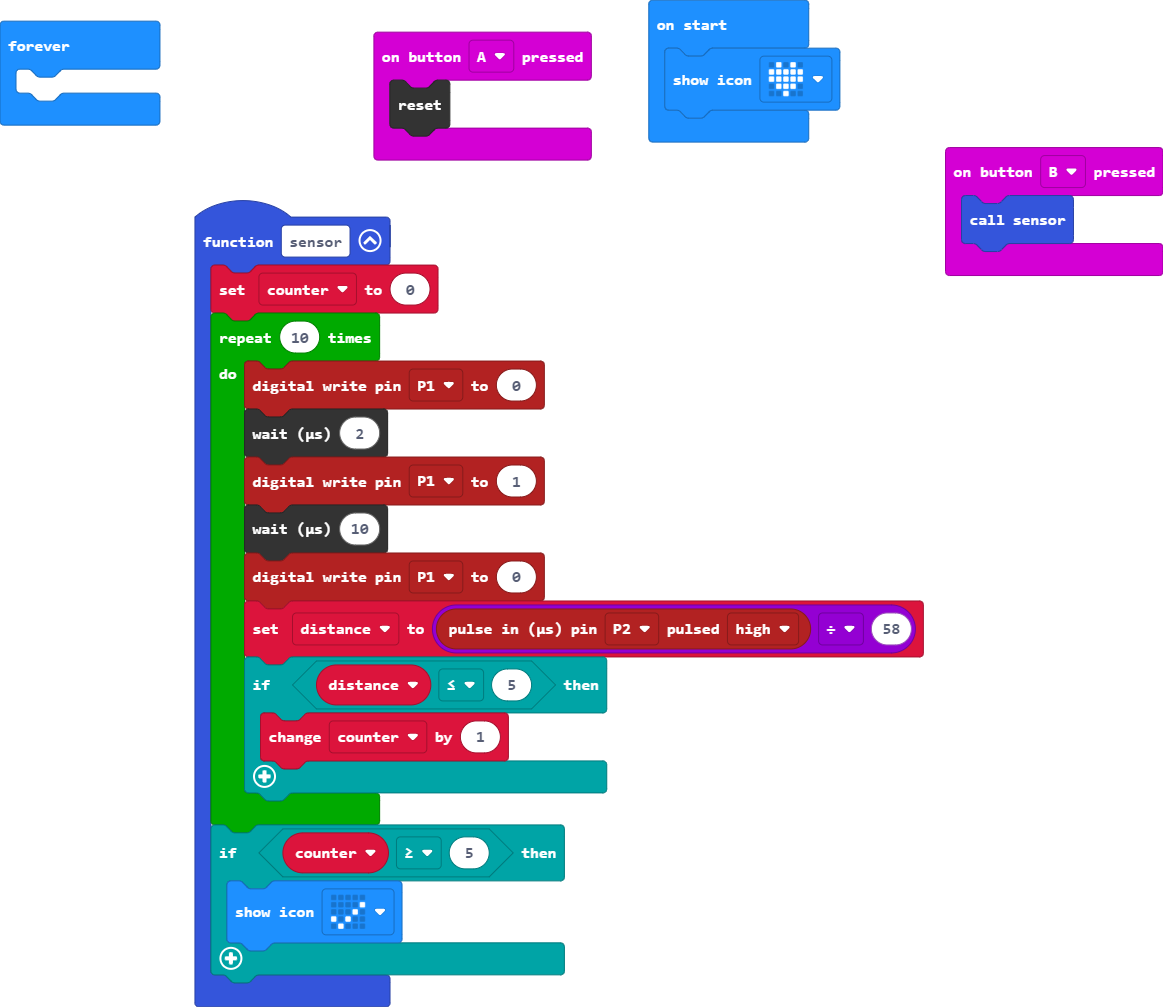 forever
on button A pressed
reset
on start
show icon
on button B pressed
call sensor
function sensor
set counter to 0
repeat 10 times
do
digital write pin P1 to 0
wait (µs) 2
digital write pin P1 to 1
wait (µs) 10
digital write pin P1 to 0
set distance to pulse in (µs) pin P2 pulsed high ÷ 58
if distance ≤ 5 then
change counter by 1
if counter ≥ 5 then
show icon